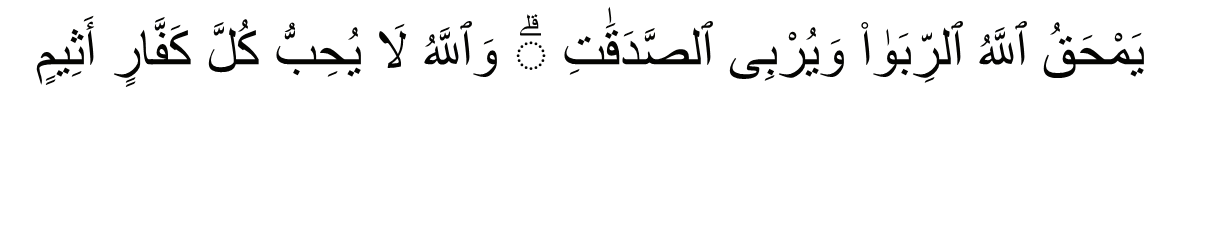 يَمْحَقُ ٱللَّهُ ٱلرِّبَوٰا۟ وَيُرْبِى ٱلصَّدَقَٰتِ ۗ وَٱللَّهُ لَا يُحِبُّ كُلَّ كَفَّارٍ أَثِيمٍ